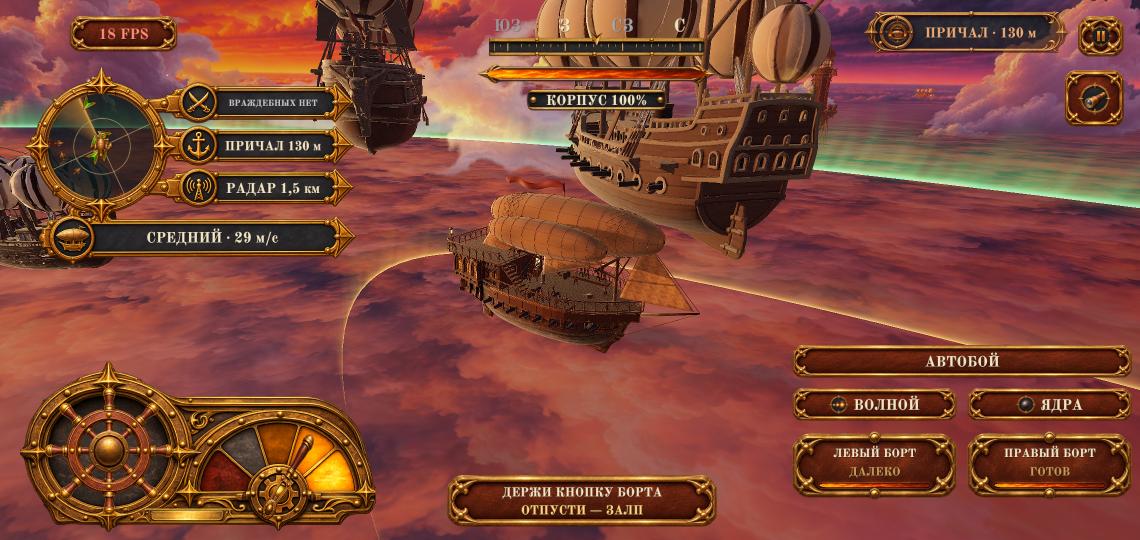 18 FPS
ЮЗ З СЗ С
ПРИЧАЛ · 130 м
КОРПУС 100%
ВРАЖДЕБНЫХ НЕТ
ПРИЧАЛ 130 м
РАДАР 1,5 км
СРЕДНИЙ · 29 м/с
АВТОБОЙ
ВОЛНОЙ
ЯДРА
ЛЕВЫЙ БОРТ
ДАЛЕКО
ПРАВЫЙ БОРТ
ГОТОВ
ДЕРЖИ КНОПКУ БОРТА
ОТПУСТИ — ЗАЛП